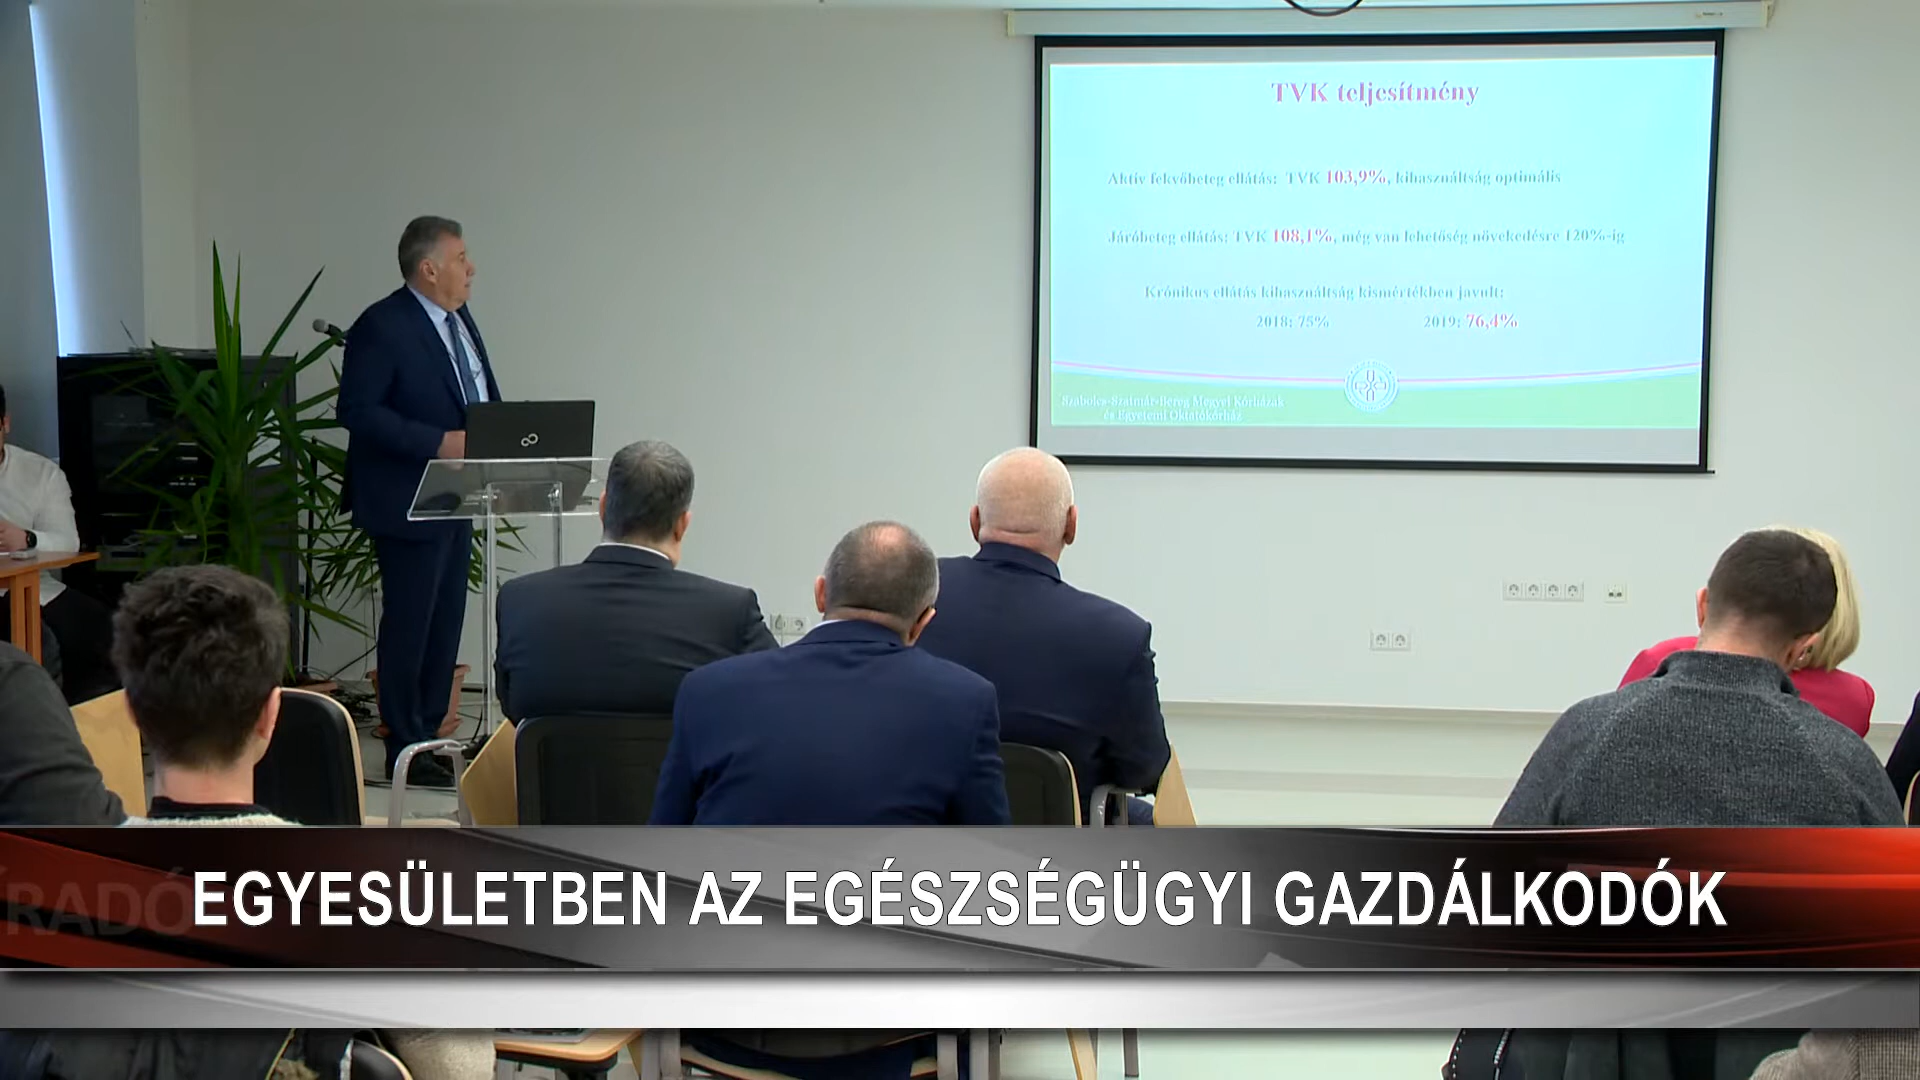 TVK teljesítmény
Aktív fekvőbeteg ellátás: TVK 103,9%, kihasználtság optimális
Járóbeteg ellátás: TVK 108,1%, még van lehetőség növekedésre 120%-ig
Krónikus ellátás kihasználtság kismértékben javult:
2018: 75% 2019: 76,4%
Szabolcs-Szatmár-Bereg Megyei Kórházak
és Egyetemi Oktatókórház
EGYESÜLETBEN AZ EGÉSZSÉGÜGYI GAZDÁLKODÓK